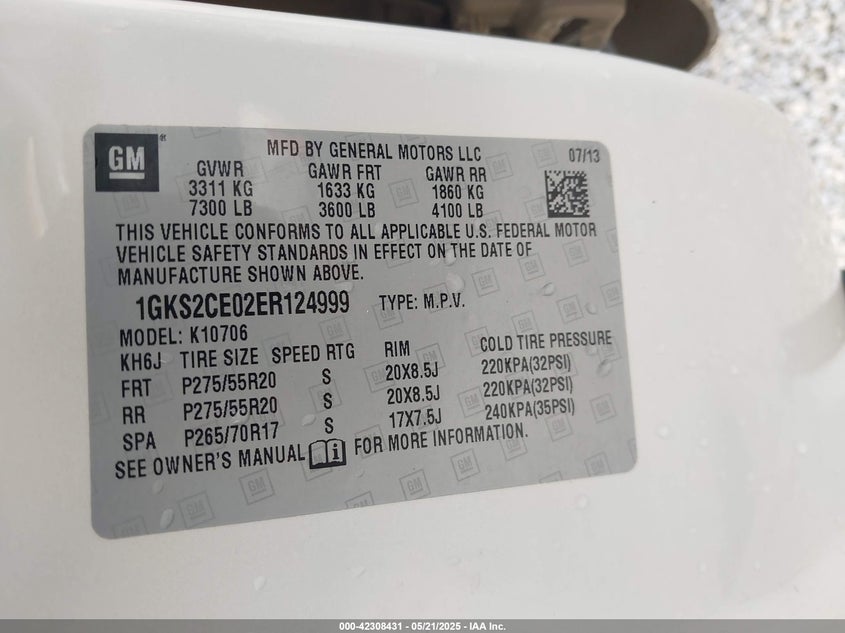 GM ®
MFD BY GENERAL MOTORS LLC 07/13
GVWR GAWR FRT GAWR RR
3311 KG 1633 KG 1860 KG
7300 LB 3600 LB 4100 LB
THIS VEHICLE CONFORMS TO ALL APPLICABLE U.S. FEDERAL MOTOR
VEHICLE SAFETY STANDARDS IN EFFECT ON THE DATE OF
MANUFACTURE SHOWN ABOVE.
1GKS2CE02ER124999 TYPE: M.P.V.
MODEL: K10706
KH6J TIRE SIZE SPEED RTG RIM COLD TIRE PRESSURE
FRT P275/55R20 S 20X8.5J 220KPA(32PSI)
RR P275/55R20 S 20X8.5J 220KPA(32PSI)
SPA P265/70R17 S 17X7.5J 240KPA(35PSI)
SEE OWNER'S MANUAL FOR MORE INFORMATION.
000-42308431 - 05/21/2025 - IAA Inc.